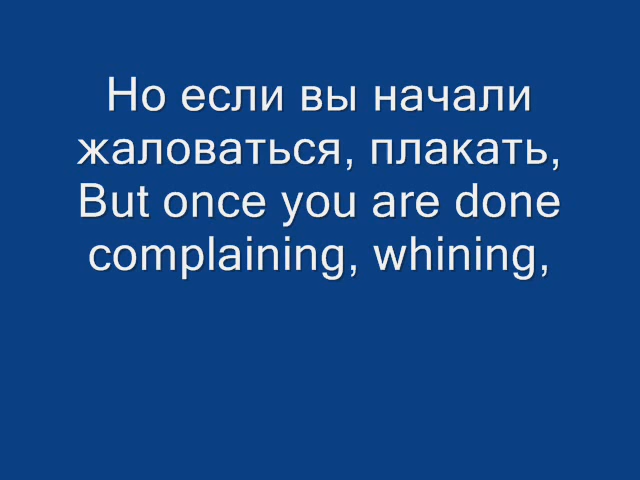 Но если вы начали
жаловаться, плакать,
But once you are done
complaining, whining,